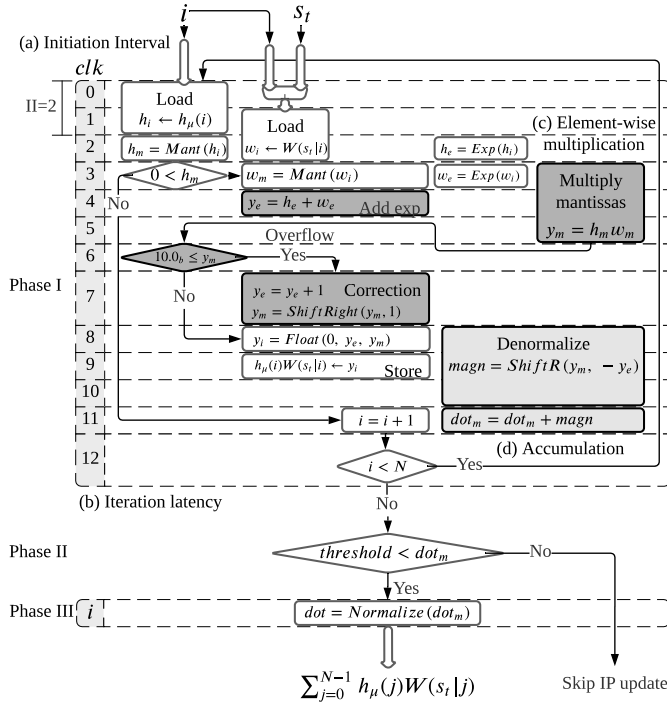 i
s_t
(a) Initiation Interval
clk
0
II=2
Load
h_i ← h_μ(i)
1
Load
w_i ← W(s_t|i)
(c) Element-wise
multiplication
2
h_m = Mant(h_i)
h_e = Exp(h_i)
3
0 < h_m
w_m = Mant(w_i)
w_e = Exp(w_i)
Multiply
mantissas
y_m = h_m w_m
No
4
y_e = h_e + w_e
Add exp
5
Overflow
6
10.0_b ≤ y_m
Yes
Phase I
7
No
y_e = y_e + 1
Correction
y_m = ShiftRight(y_m, 1)
8
y_i = Float(0, y_e, y_m)
Denormalize
magn = ShiftR(y_m, − y_e)
9
h_μ(i)W(s_t|i) ← y_i
Store
10
11
i = i + 1
dot_m = dot_m + magn
(d) Accumulation
12
i < N
Yes
(b) Iteration latency
No
Phase II
threshold < dot_m
No
Yes
Phase III
i
dot = Normalize(dot_m)
∑_{j=0}^{N−1} h_μ(j)W(s_t|j)
Skip IP update